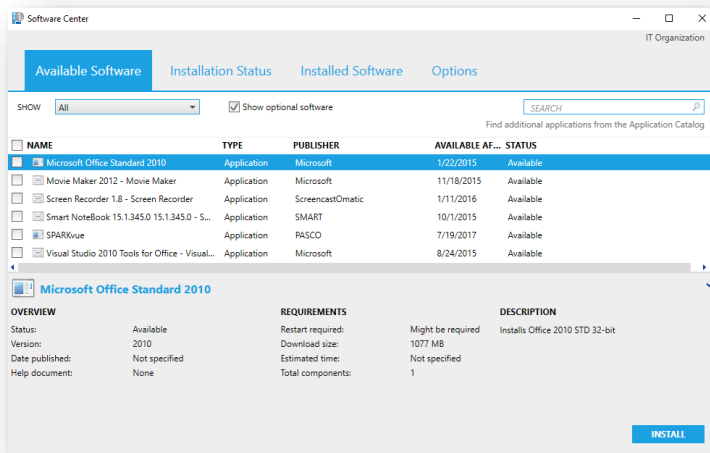 Software Center
IT Organization
Available Software Installation Status Installed Software Options
SHOW All Show optional software SEARCH
Find additional applications from the Application Catalog
NAME TYPE PUBLISHER AVAILABLE AF... STATUS
Microsoft Office Standard 2010 Application Microsoft 1/22/2015 Available
Movie Maker 2012 - Movie Maker Application Microsoft 11/18/2015 Available
Screen Recorder 1.8 - Screen Recorder Application ScreencastOmatic 1/11/2016 Available
Smart NoteBook 15.1.345.0 15.1.345.0 - S... Application SMART 10/1/2015 Available
SPARKvue Application PASCO 7/19/2017 Available
Visual Studio 2010 Tools for Office - Visual... Application Microsoft 8/24/2015 Available
Microsoft Office Standard 2010
OVERVIEW REQUIREMENTS DESCRIPTION
Status: Available Restart required: Might be required Installs Office 2010 STD 32-bit
Version: 2010 Download size: 1077 MB
Date published: Not specified Estimated time: Not specified
Help document: None Total components: 1
INSTALL